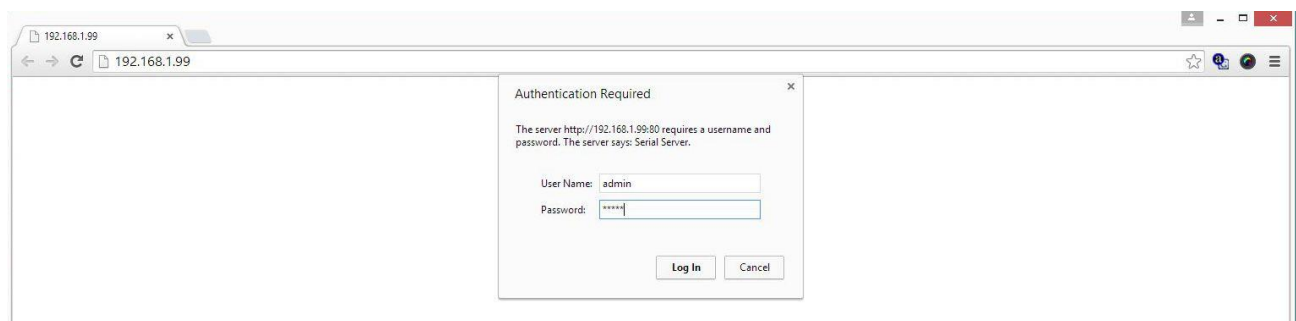 192.168.1.99
192.168.1.99
Authentication Required
The server http://192.168.1.99:80 requires a username and
password. The server says: Serial Server.
User Name: admin
Password: *****
Log In Cancel